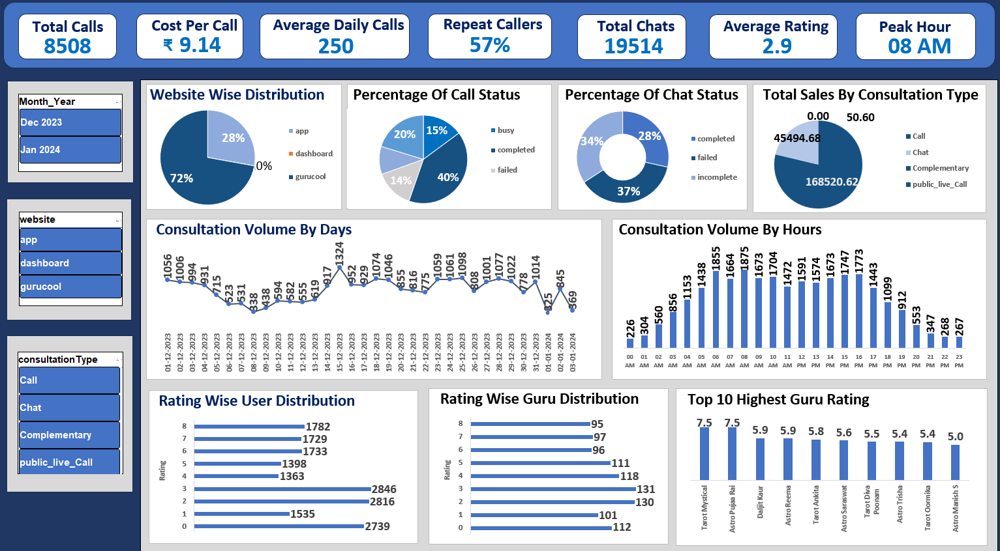 Total Calls
8508
Cost Per Call
₹ 9.14
Average Daily Calls
250
Repeat Callers
57%
Total Chats
19514
Average Rating
2.9
Peak Hour
08 AM
Month_Year
Dec 2023
Jan 2024
website
app
dashboard
gurucool
consultationType
Call
Chat
Complementary
public_live_Call
Website Wise Distribution
28%
0%
72%
app
dashboard
gurucool
Percentage Of Call Status
15%
20%
40%
14%
busy
completed
failed
Percentage Of Chat Status
28%
34%
37%
completed
failed
incomplete
Total Sales By Consultation Type
0.00
50.60
45494.68
168520.62
Call
Chat
Complementary
public_live_Call
Consultation Volume By Days
1056
1006
994
931
715
523
531
338
438
594
582
555
619
917
1324
952
929
1074
1046
855
816
775
1059
1061
1098
808
1001
1077
1022
778
1014
325
845
369
01-12-2023
02-12-2023
03-12-2023
04-12-2023
05-12-2023
06-12-2023
07-12-2023
08-12-2023
09-12-2023
10-12-2023
11-12-2023
12-12-2023
13-12-2023
14-12-2023
15-12-2023
16-12-2023
17-12-2023
18-12-2023
19-12-2023
20-12-2023
21-12-2023
22-12-2023
23-12-2023
24-12-2023
25-12-2023
26-12-2023
27-12-2023
28-12-2023
29-12-2023
30-12-2023
31-12-2023
01-01-2024
02-01-2024
03-01-2024
Consultation Volume By Hours
226
304
560
856
1153
1438
1855
1664
1875
1673
1704
1472
1591
1574
1673
1747
1773
1443
1099
912
553
347
268
267
00 01 02 03 04 05 06 07 08 09 10 11 12 13 14 15 16 17 18 19 20 21 22 23
AM AM AM AM AM AM AM AM AM AM AM AM PM PM PM PM PM PM PM PM PM PM PM PM
Rating Wise User Distribution
Rating
8 1782
7 1729
6 1733
5 1398
4 1363
3 2846
2 2816
1 1535
0 2739
Rating Wise Guru Distribution
Rating
8 95
7 97
6 96
5 111
4 118
3 131
2 130
1 101
0 112
Top 10 Highest Guru Rating
7.5 7.5 5.9 5.9 5.8 5.6 5.5 5.4 5.4 5.0
Tarot Mystical
Astro Pujaa Rai
Daljit Kaur
Astro Reema
Tarot Ankita
Astro Saraswat
Tarot Diva
Poonam
Astro Trisha
Tarot Oormika
Astro Manish S